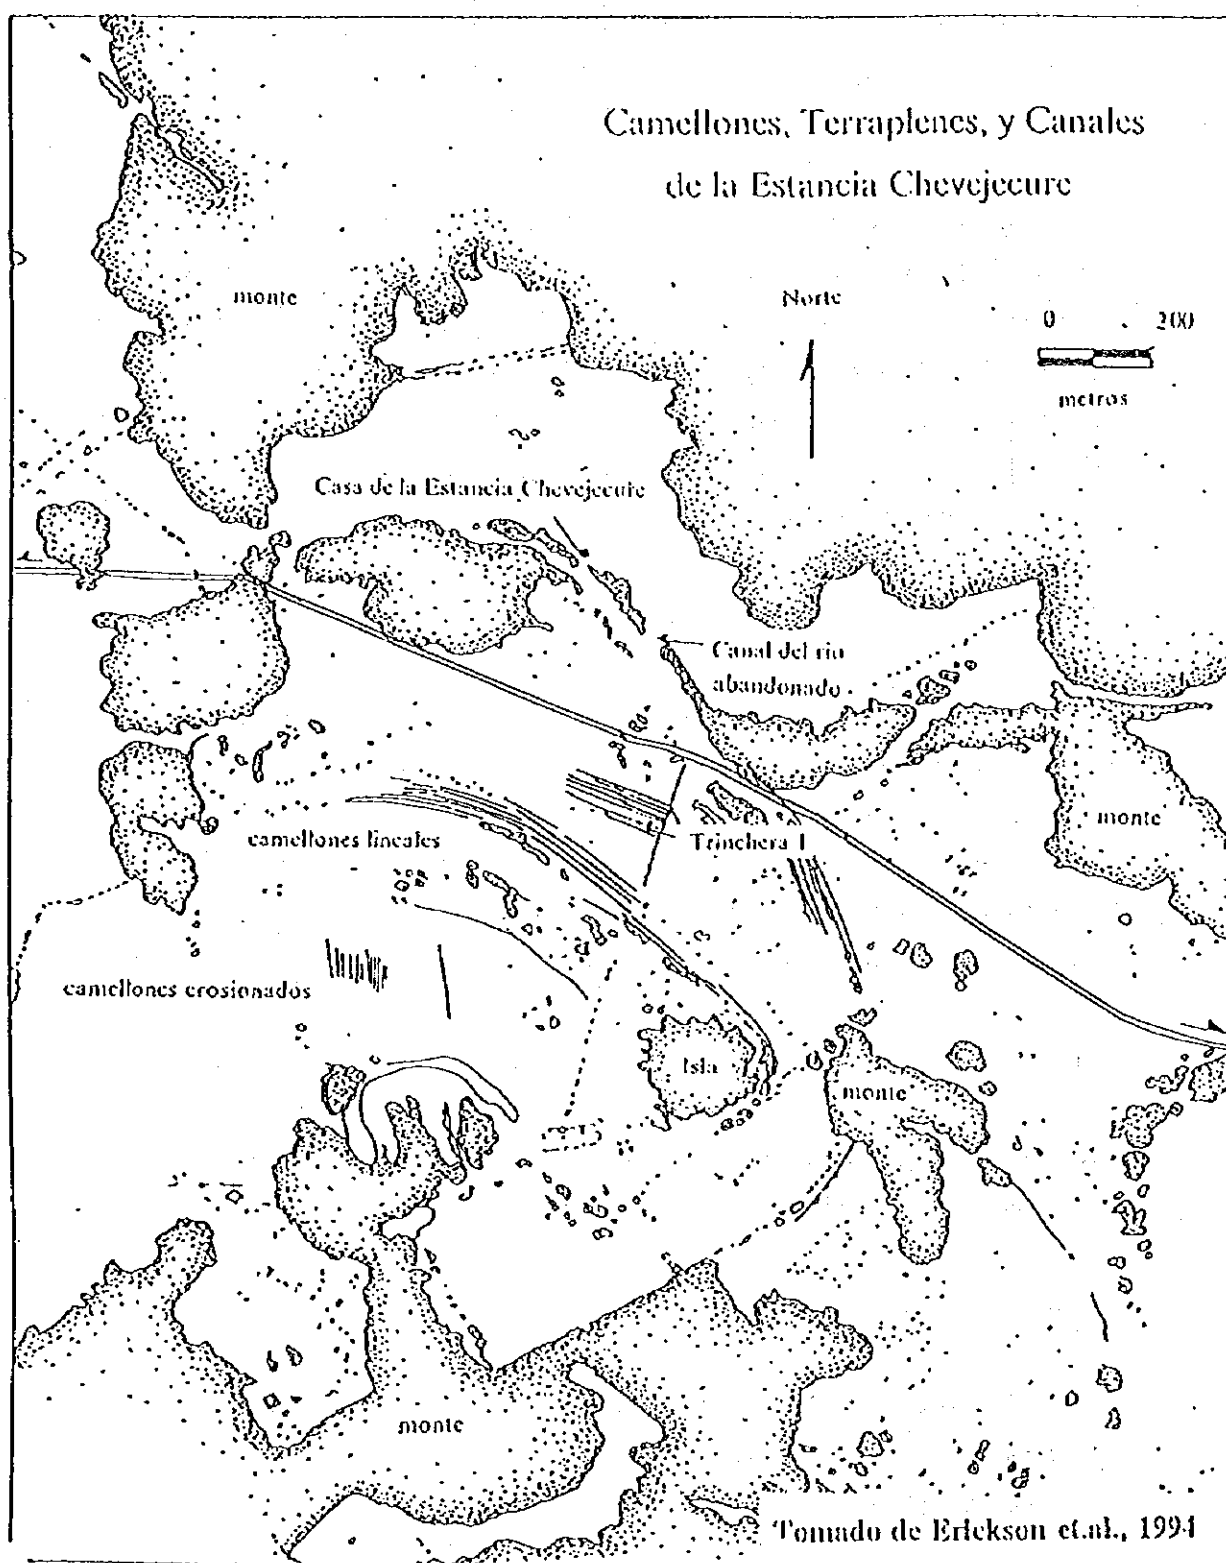 Camellones, Terraplenes, y Canales
de la Estancia Chevejecure
monte
Norte
0 200
metros
Casa de la Estancia Chevejecure
Canal del rio
abandonado
camellones lineales
Trinchera 1
monte
camellones erosionados
Isla
monte
monte
Tomado de Erickson et.al., 1994